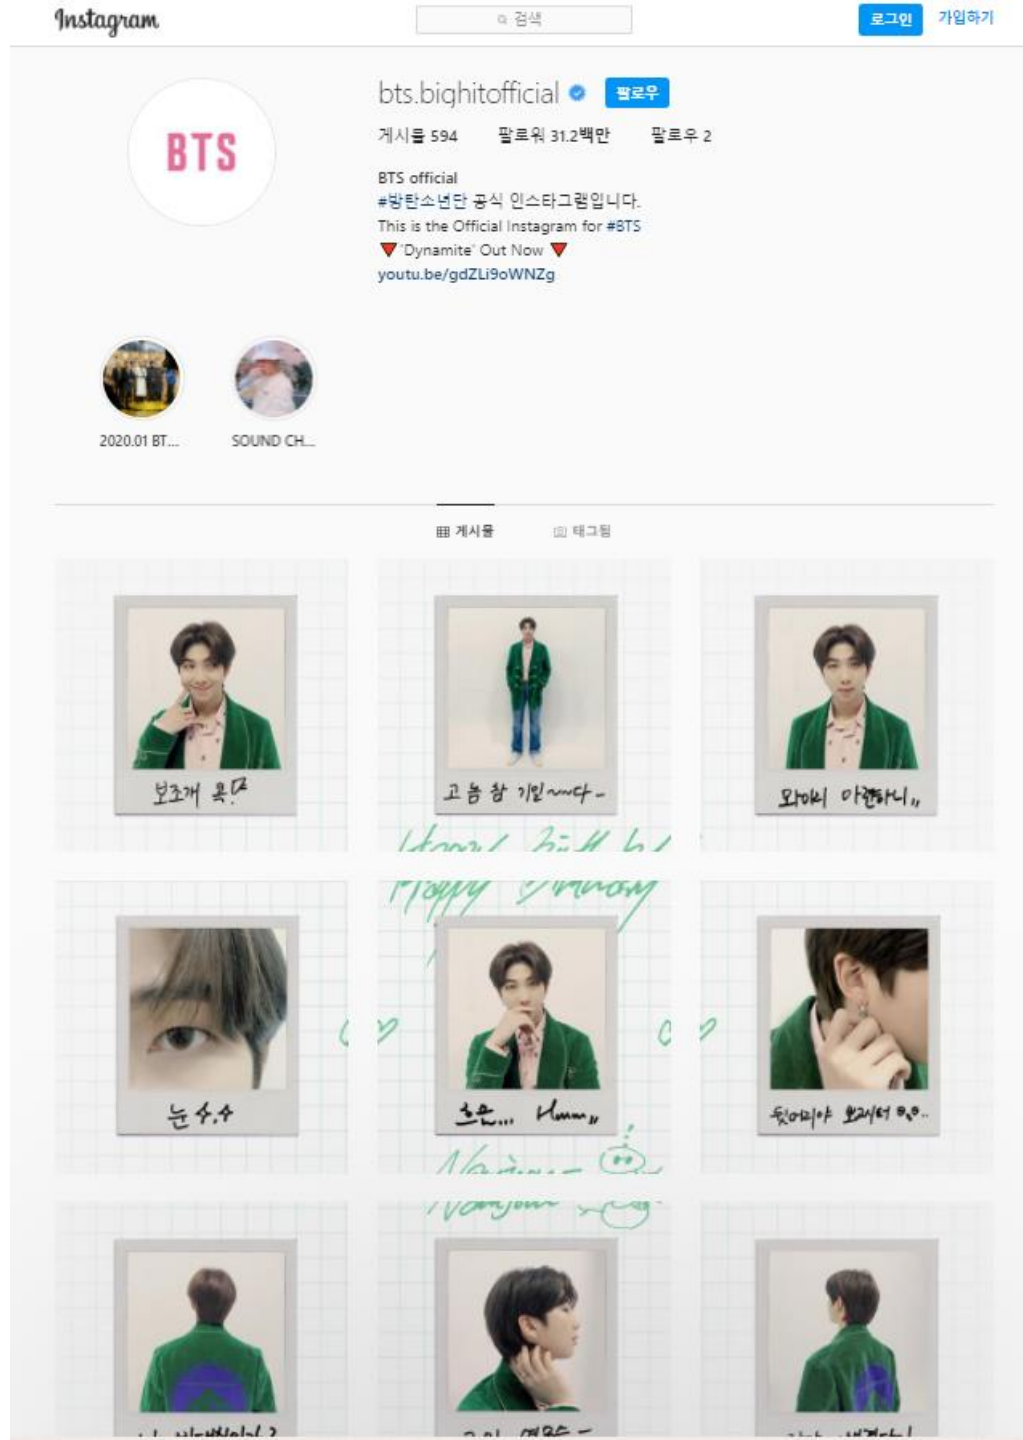 Instagram
검색
로그인 가입하기
BTS
bts.bighitofficial 팔로우
게시물 594 팔로워 31.2백만 팔로우 2
BTS official
#방탄소년단 공식 인스타그램입니다.
This is the Official Instagram for #BTS
▼'Dynamite' Out Now ▼
youtu.be/gdZLi9oWNZg
2020.01 BT... SOUND CH...
게시물 태그됨
보조개 콕!
고 놈 참 기일~~다-
와이셔 아련하니,,
Happy Birthday
눈
흐음... Hmm,,
뒷머리야
Namjoon